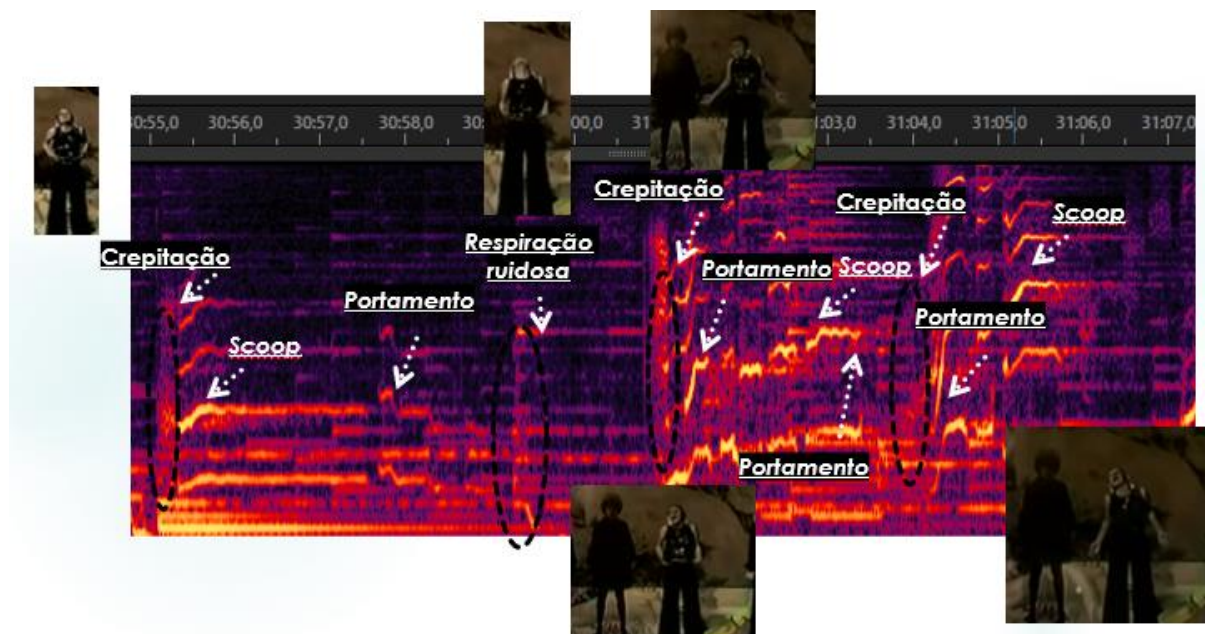 30:55,0 30:56,0 30:57,0 30:58,0 31:03,0 31:04,0 31:05,0 31:06,0 31:07,0
Crepitação
Crepitação
Scoop
Respiração
ruidosa
Crepitação
Portamento
Portamento
Scoop
Scoop
Portamento
Portamento